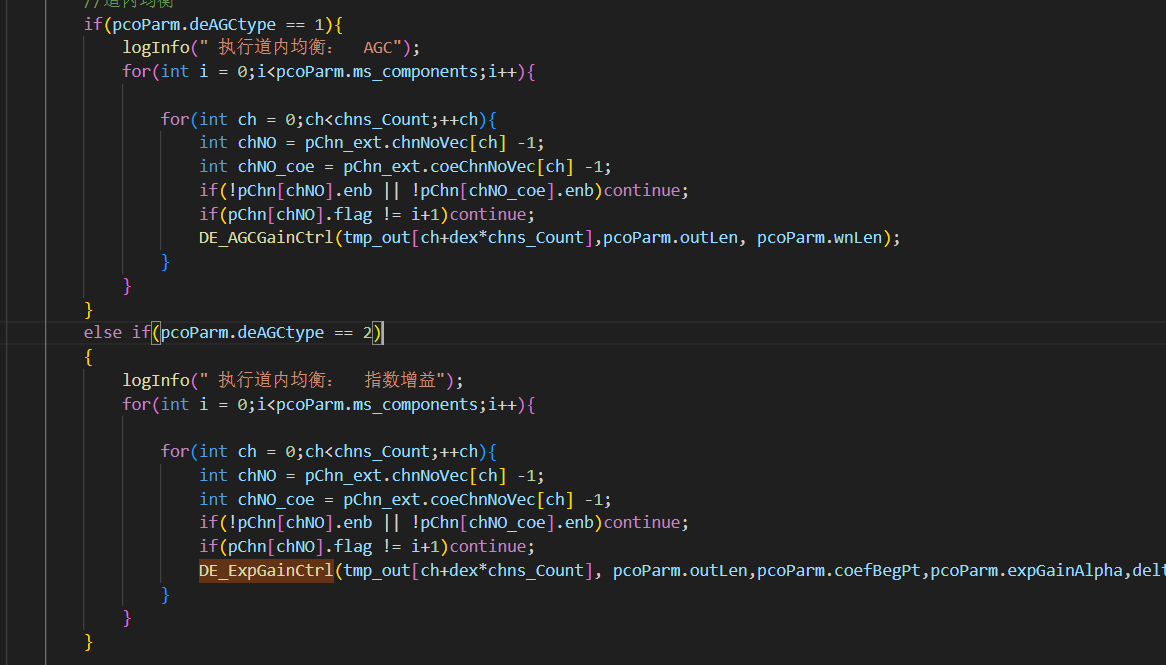 //道内均衡
if(pcoParm.deAGCtype == 1){
logInfo(" 执行道内均衡： AGC");
for(int i = 0;i<pcoParm.ms_components;i++){
for(int ch = 0;ch<chns_Count;++ch){
int chNO = pChn_ext.chnNoVec[ch] -1;
int chNO_coe = pChn_ext.coeChnNoVec[ch] -1;
if(!pChn[chNO].enb || !pChn[chNO_coe].enb)continue;
if(pChn[chNO].flag != i+1)continue;
DE_AGCGainCtrl(tmp_out[ch+dex*chns_Count],pcoParm.outLen, pcoParm.wnLen);
}
}
}
else if(pcoParm.deAGCtype == 2)
{
logInfo(" 执行道内均衡： 指数增益");
for(int i = 0;i<pcoParm.ms_components;i++){
for(int ch = 0;ch<chns_Count;++ch){
int chNO = pChn_ext.chnNoVec[ch] -1;
int chNO_coe = pChn_ext.coeChnNoVec[ch] -1;
if(!pChn[chNO].enb || !pChn[chNO_coe].enb)continue;
if(pChn[chNO].flag != i+1)continue;
DE_ExpGainCtrl(tmp_out[ch+dex*chns_Count], pcoParm.outLen,pcoParm.coefBegPt,pcoParm.expGainAlpha,
}
}
}